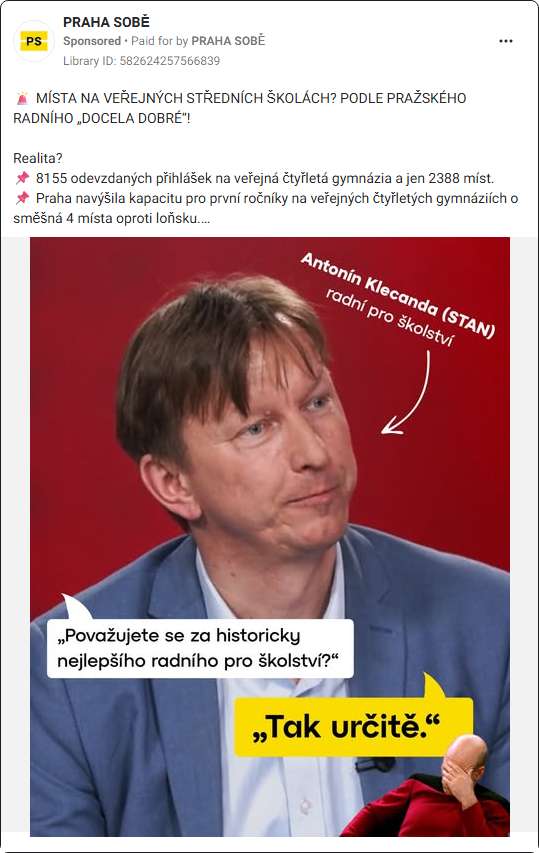 PRAHA SOBĚ
Sponsored • Paid for by PRAHA SOBĚ
Library ID: 582624257566839
PS
🚨 MÍSTA NA VEŘEJNÝCH STŘEDNÍCH ŠKOLÁCH? PODLE PRAŽSKÉHO
RADNÍHO „DOCELA DOBRÉ“!
Realita?
📌 8155 odevzdaných přihlášek na veřejná čtyřletá gymnázia a jen 2388 míst.
📌 Praha navýšila kapacitu pro první ročníky na veřejných čtyřletých gymnáziích o
směšná 4 místa oproti loňsku....
Antonín Klecanda (STAN)
radní pro školství
„Považujete se za historicky
nejlepšího radního pro školství?“
„Tak určitě.“